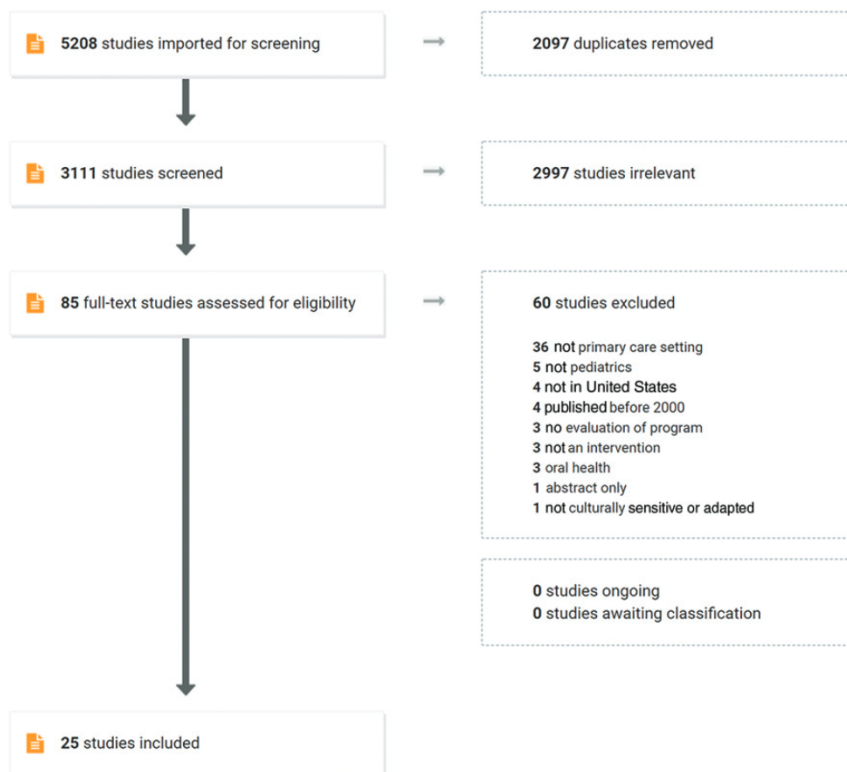 5208 studies imported for screening
2097 duplicates removed
3111 studies screened
2997 studies irrelevant
85 full-text studies assessed for eligibility
60 studies excluded
36 not primary care setting
5 not pediatrics
4 not in United States
4 published before 2000
3 no evaluation of program
3 not an intervention
3 oral health
1 abstract only
1 not culturally sensitive or adapted
0 studies ongoing
0 studies awaiting classification
25 studies included